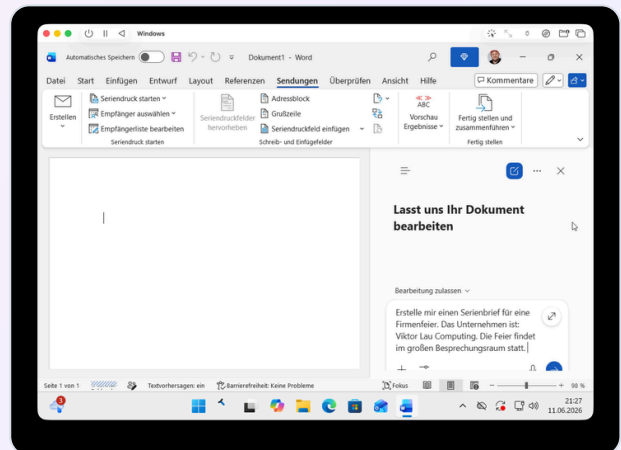 Windows
Automatisches Speichern
Dokument1 - Word
Datei Start Einfügen Entwurf Layout Referenzen Sendungen Überprüfen Ansicht Hilfe
Kommentare
Erstellen
Seriendruck starten
Empfänger auswählen
Empfängerliste bearbeiten
Seriendruck starten
Seriendruckfelder
hervorheben
Adressblock
Grußzeile
Seriendruckfeld einfügen
Schreib- und Einfügefelder
ABC
Vorschau
Ergebnisse
Fertig stellen und
zusammenführen
Fertig stellen
Lasst uns Ihr Dokument
bearbeiten
Bearbeitung zulassen
Erstelle mir einen Serienbrief für eine
Firmenfeier. Das Unternehmen ist:
Viktor Lau Computing. Die Feier findet
im großen Besprechungsraum statt.
Seite 1 von 1
Textvorhersagen: ein
Barrierefreiheit: Keine Probleme
Fokus
98 %
3
21:27
11.06.2026